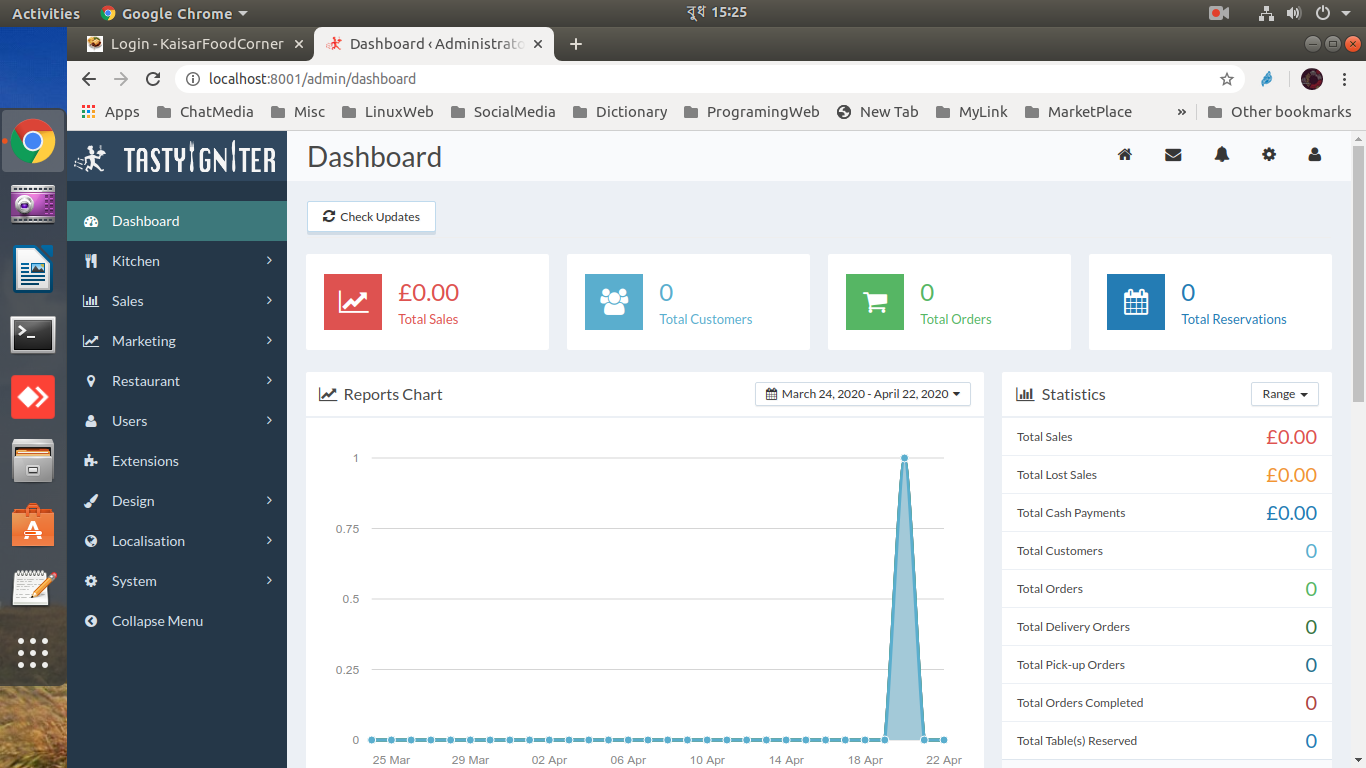 Activities Google Chrome বুধ 15:25
Login - KaisarFoodCorner Dashboard ‹ Administrato
localhost:8001/admin/dashboard
Apps ChatMedia Misc LinuxWeb SocialMedia Dictionary ProgramingWeb New Tab MyLink MarketPlace » Other bookmarks
TASTYIGNITER Dashboard
Check Updates
Dashboard
Kitchen
Sales
Marketing
Restaurant
Users
Extensions
Design
Localisation
System
Collapse Menu
£0.00
Total Sales
0
Total Customers
0
Total Orders
0
Total Reservations
Reports Chart March 24, 2020 - April 22, 2020
1
0.75
0.5
0.25
0
25 Mar 29 Mar 02 Apr 06 Apr 10 Apr 14 Apr 18 Apr 22 Apr
Statistics Range
Total Sales £0.00
Total Lost Sales £0.00
Total Cash Payments £0.00
Total Customers 0
Total Orders 0
Total Delivery Orders 0
Total Pick-up Orders 0
Total Orders Completed 0
Total Table(s) Reserved 0